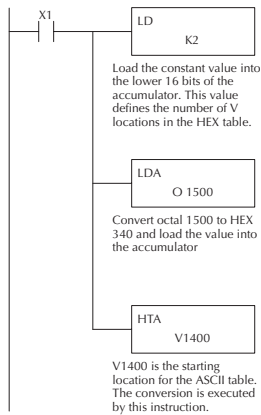 X1
LD
K2
Load the constant value into
the lower 16 bits of the
accumulator. This value
defines the number of V
locations in the HEX table.
LDA
O 1500
Convert octal 1500 to HEX
340 and load the value into
the accumulator
HTA
V1400
V1400 is the starting
location for the ASCII table.
The conversion is executed
by this instruction.